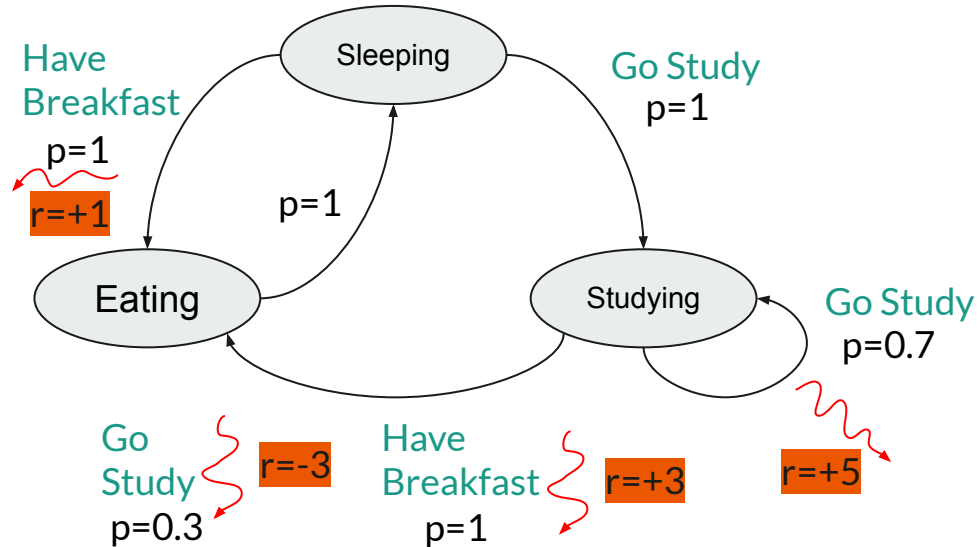 Sleeping
Have
Breakfast
p=1
r=+1
Go Study
p=1
p=1
Eating
Studying
Go Study
p=0.7
Go
Study
p=0.3
r=-3
Have
Breakfast
p=1
r=+3
r=+5